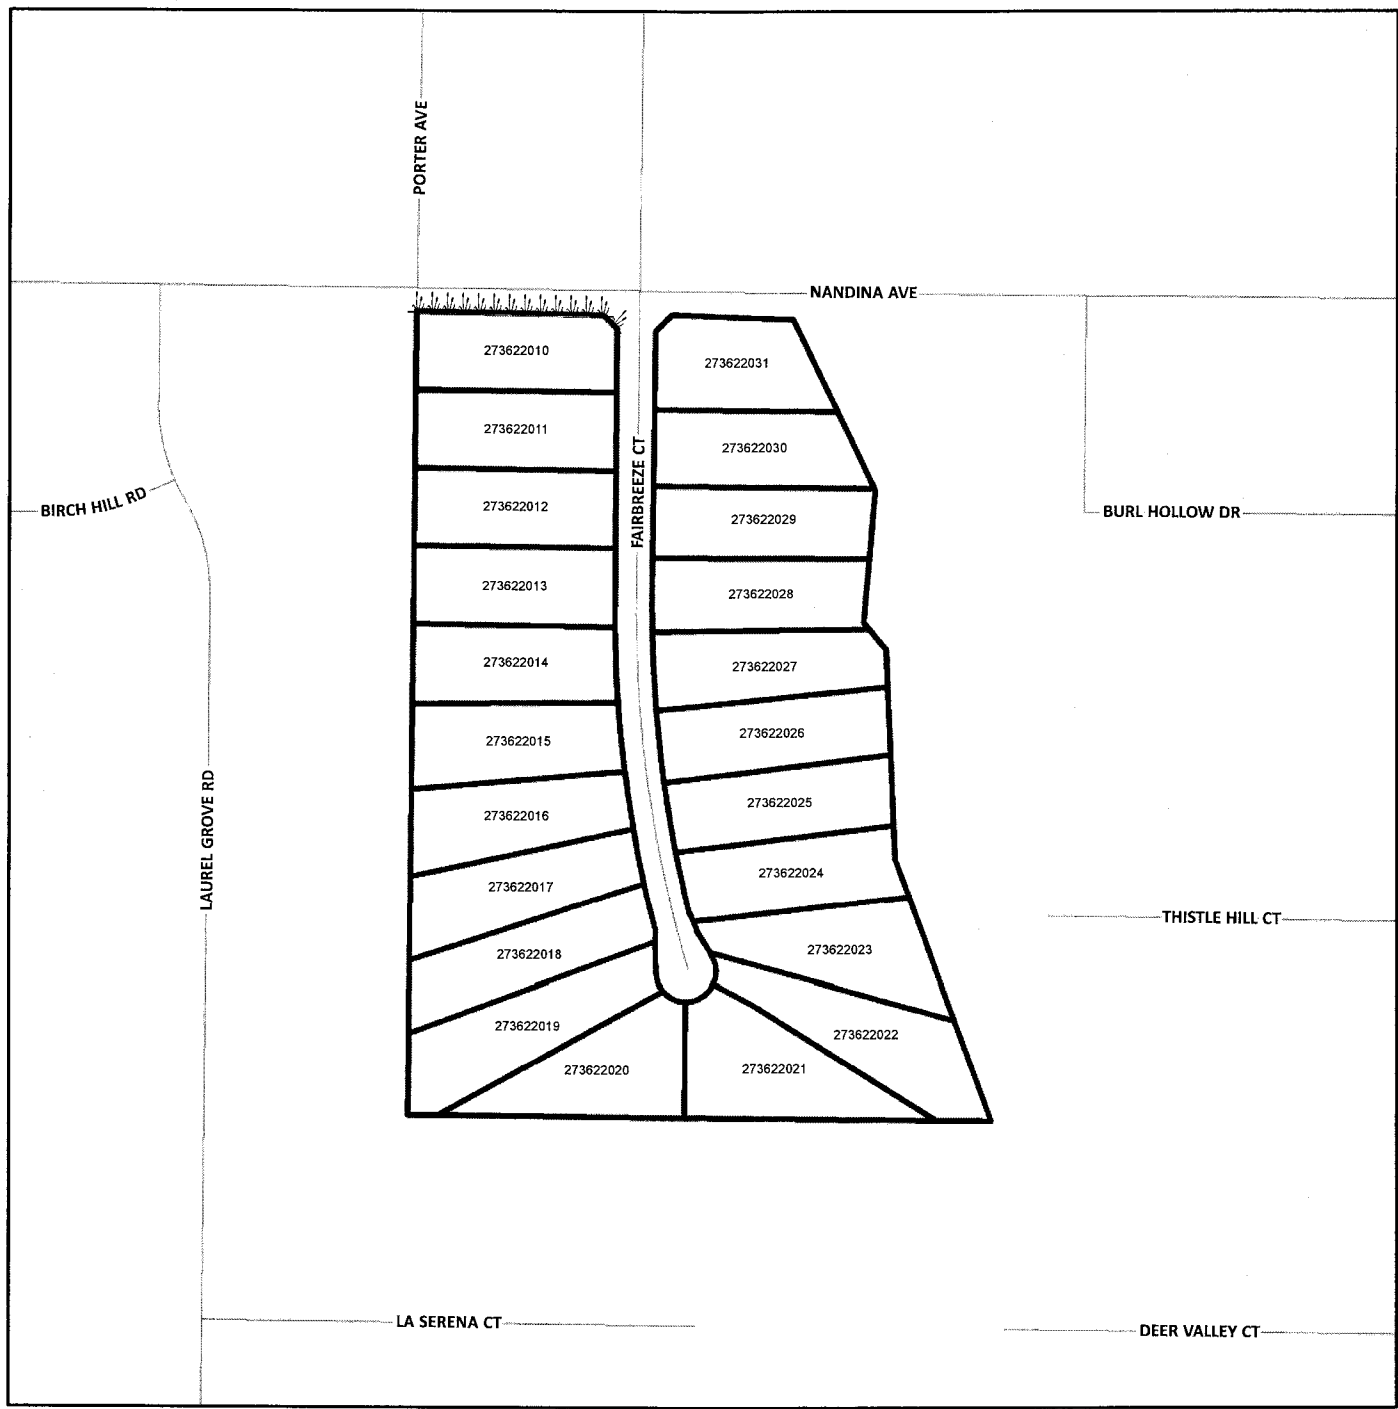 PORTER AVE
NANDINA AVE
273622010
273622031
273622011
273622030
FAIRBREEZE CT
BIRCH HILL RD
273622012
273622029
BURL HOLLOW DR
273622013
273622028
273622014
273622027
273622015
273622026
LAUREL GROVE RD
273622016
273622025
273622017
273622024
THISTLE HILL CT
273622018
273622023
273622019
273622022
273622020
273622021
LA SERENA CT
DEER VALLEY CT